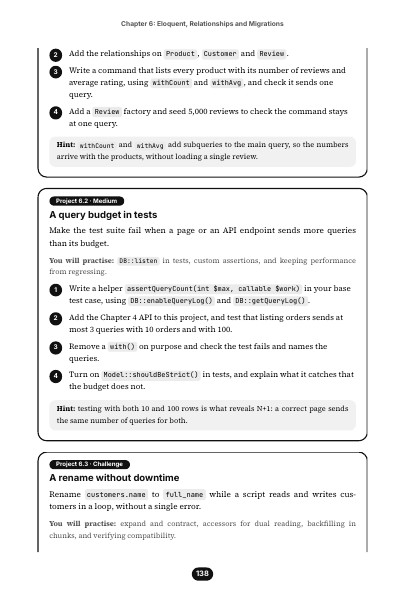 Chapter 6: Eloquent, Relationships and Migrations
2 Add the relationships on Product, Customer and Review.
3 Write a command that lists every product with its number of reviews and
average rating, using withCount and withAvg, and check it sends one
query.
4 Add a Review factory and seed 5,000 reviews to check the command stays
at one query.
Hint: withCount and withAvg add subqueries to the main query, so the numbers
arrive with the products, without loading a single review.
Project 6.2 · Medium
A query budget in tests
Make the test suite fail when a page or an API endpoint sends more queries
than its budget.
You will practise: DB::listen in tests, custom assertions, and keeping performance
from regressing.
1 Write a helper assertQueryCount(int $max, callable $work) in your base
test case, using DB::enableQueryLog() and DB::getQueryLog().
2 Add the Chapter 4 API to this project, and test that listing orders sends at
most 3 queries with 10 orders and with 100.
3 Remove a with() on purpose and check the test fails and names the
queries.
4 Turn on Model::shouldBeStrict() in tests, and explain what it catches that
the budget does not.
Hint: testing with both 10 and 100 rows is what reveals N+1: a correct page sends
the same number of queries for both.
Project 6.3 · Challenge
A rename without downtime
Rename customers.name to full_name while a script reads and writes cus-
tomers in a loop, without a single error.
You will practise: expand and contract, accessors for dual reading, backfilling in
chunks, and verifying compatibility.
138